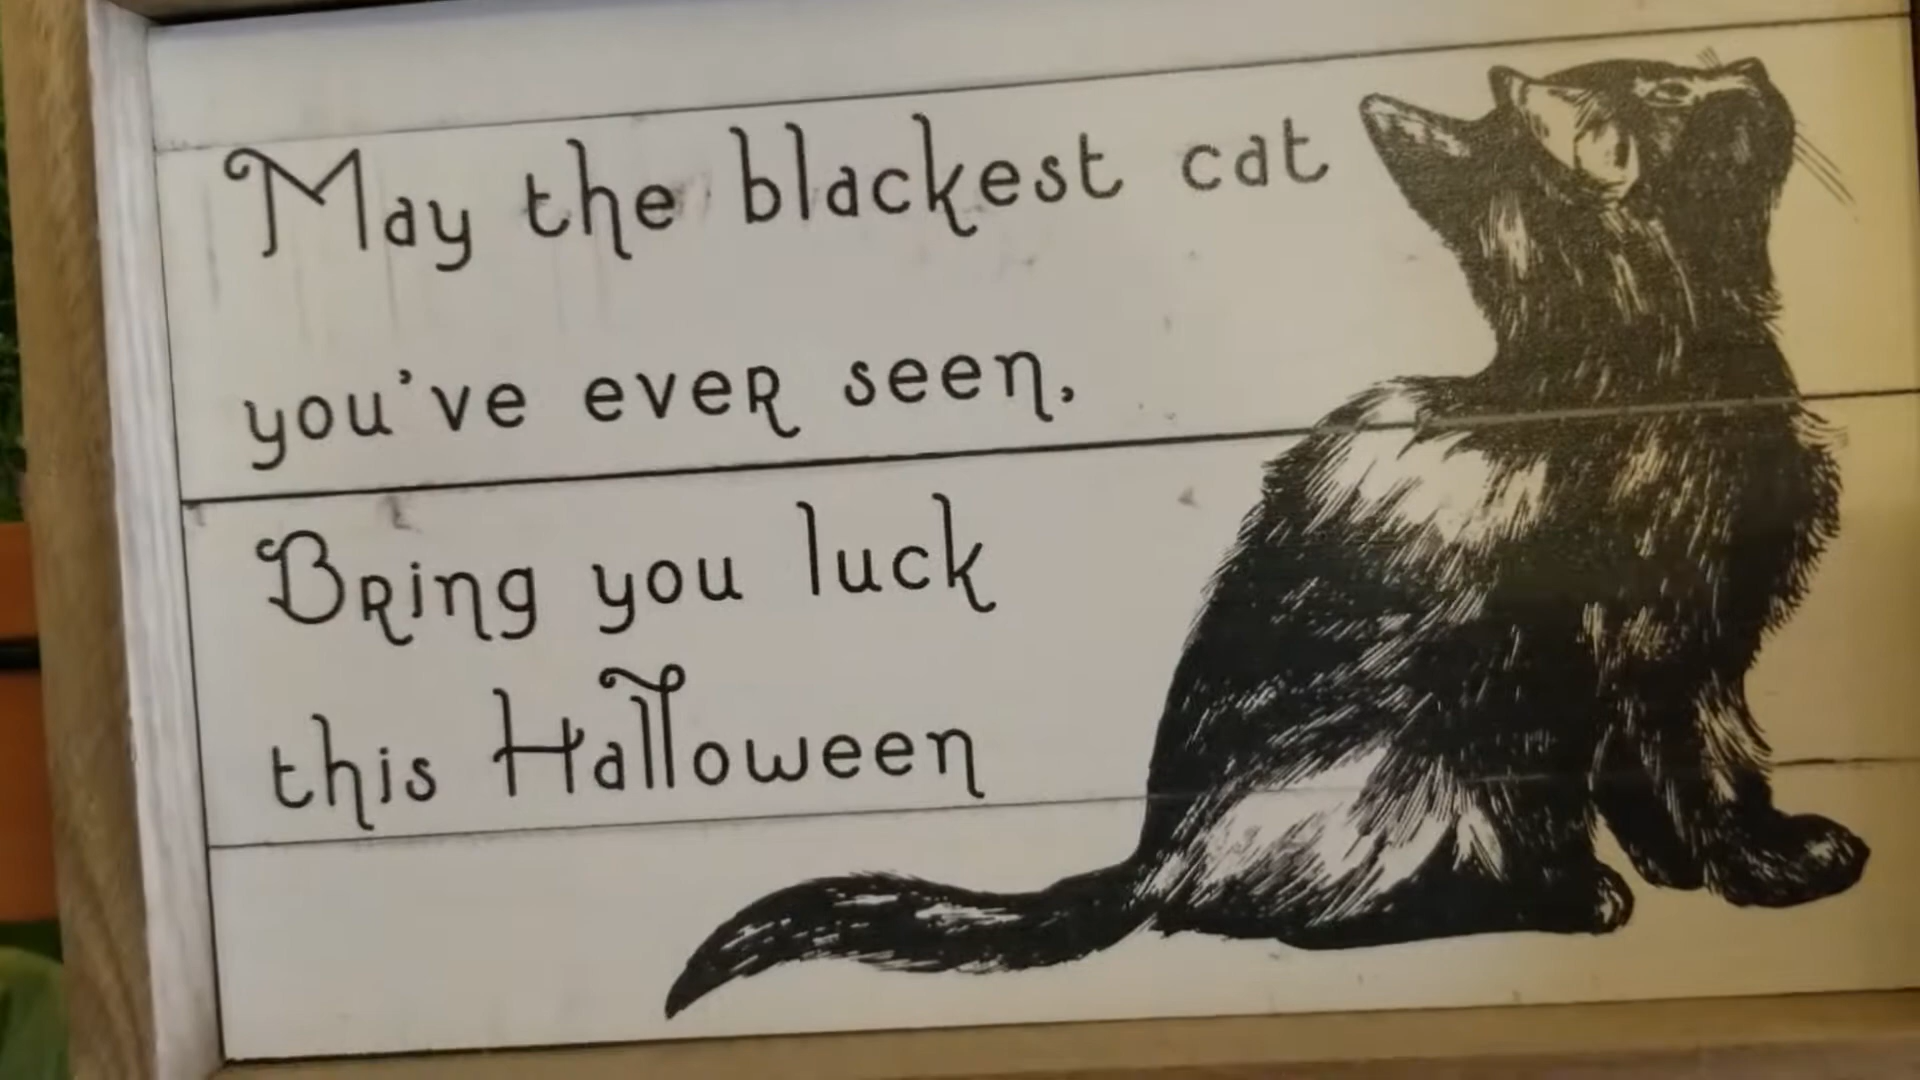 May the blackest cat
you've ever seen,
Bring you luck
this Halloween